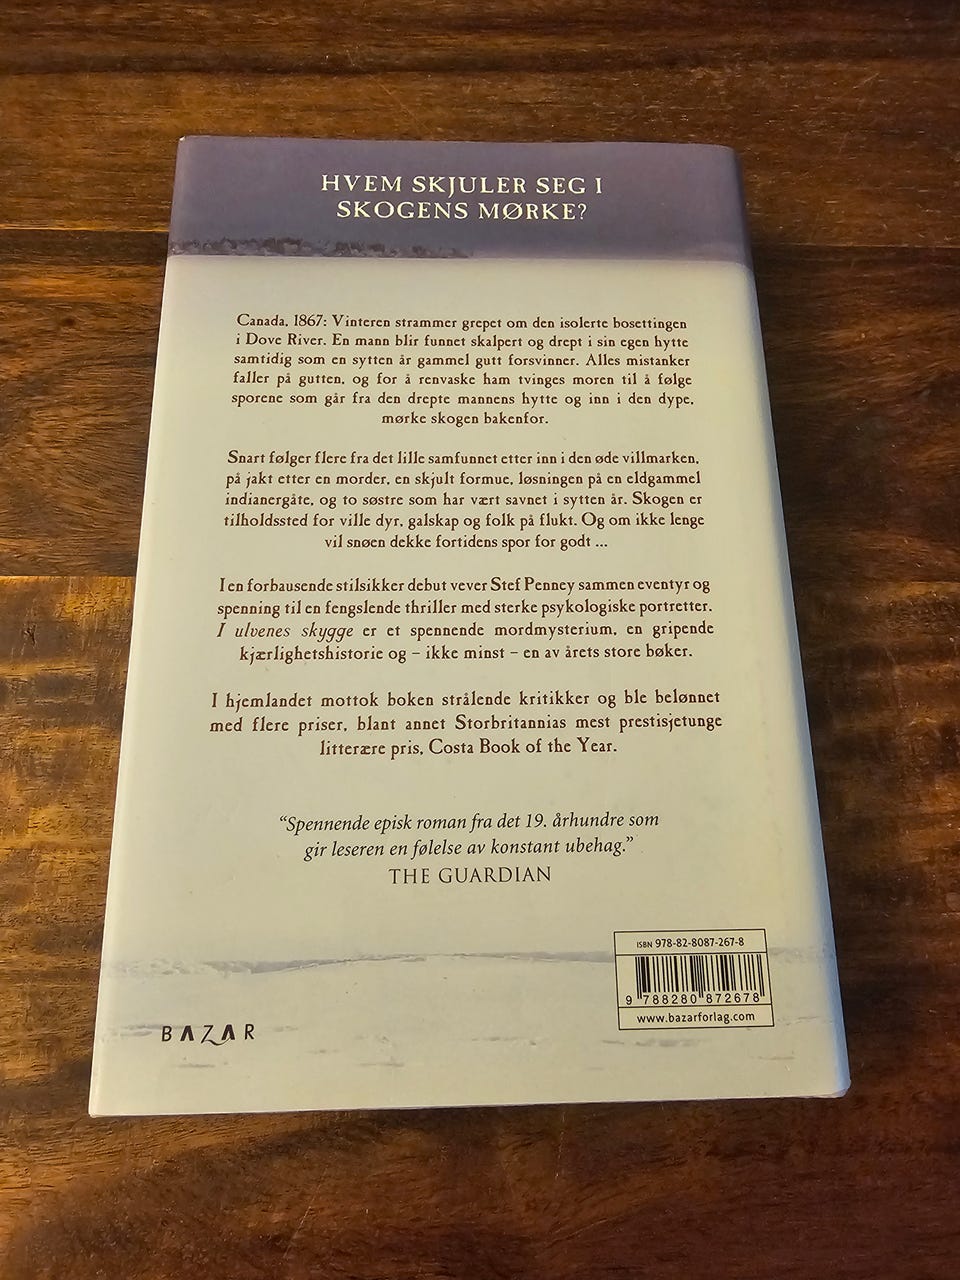 HVEM SKJULER SEG I
SKOGENS MØRKE?
Canada, 1867: Vinteren strammer grepet om den isolerte bosettingen
i Dove River. En mann blir funnet skalpert og drept i sin egen hytte
samtidig som en sytten år gammel gutt forsvinner. Alles mistanker
faller på gutten, og for å renvaske ham tvinges moren til å følge
sporene som går fra den drepte mannens hytte og inn i den dype,
mørke skogen bakenfor.
Snart følger flere fra det lille samfunnet etter inn i den øde villmarken,
på jakt etter en morder, en skjult formue, løsningen på en eldgammel
indianergåte, og to søstre som har vært savnet i sytten år. Skogen er
tilholdssted for ville dyr, galskap og folk på flukt. Og om ikke lenge
vil snøen dekke fortidens spor for godt ...
I en forbausende stilsikker debut vever Stef Penney sammen eventyr og
spenning til en fengslende thriller med sterke psykologiske portretter.
I ulvenes skygge er et spennende mordmysterium, en gripende
kjærlighetshistorie og – ikke minst – en av årets store bøker.
I hjemlandet mottok boken strålende kritikker og ble belønnet
med flere priser, blant annet Storbritannias mest prestisjetunge
litterære pris, Costa Book of the Year.
“Spennende episk roman fra det 19. århundre som
gir leseren en følelse av konstant ubehag.”
THE GUARDIAN
ISBN 978-82-8087-267-8
9 788280 872678
www.bazarforlag.com
BAZAR